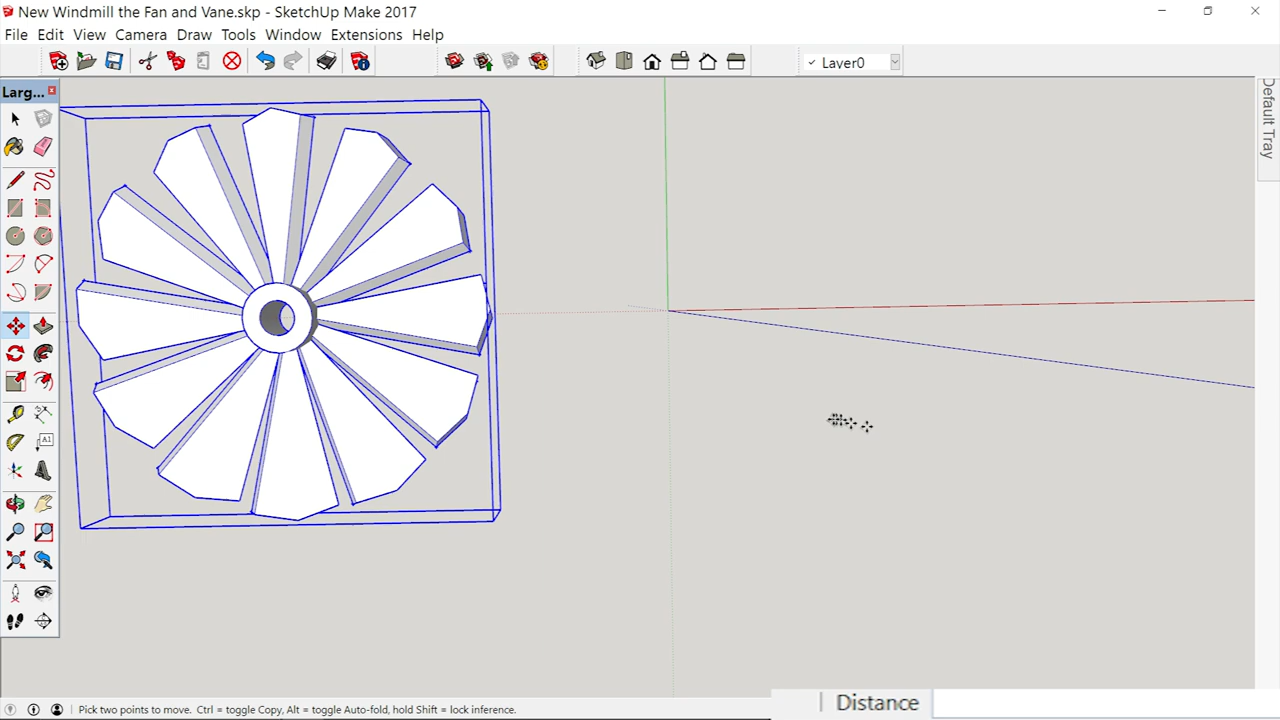 New Windmill the Fan and Vane.skp - SketchUp Make 2017
File Edit View Camera Draw Tools Window Extensions Help
✓ Layer0
Larg...
Default Tray
A1
Pick two points to move. Ctrl = toggle Copy, Alt = toggle Auto-fold, hold Shift = lock inference.
Distance